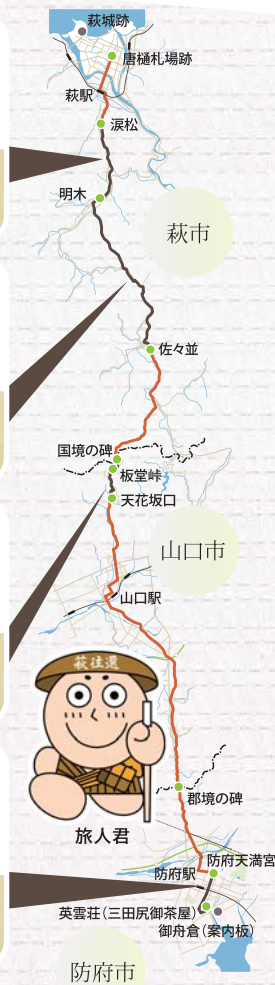 萩城跡
唐樋札場跡
萩駅
涙松
明木
萩市
佐々並
国境の碑
板堂峠
天花坂口
山口市
山口駅
萩往還
旅人君
郡境の碑
防府天満宮
防府駅
英雲荘(三田尻御茶屋)
御舟倉(案内板)
防府市